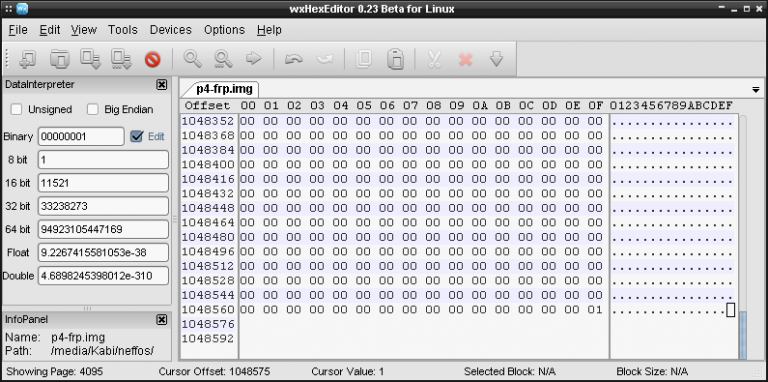 wxHexEditor 0.23 Beta for Linux
File Edit View Tools Devices Options Help
DataInterpreter
Unsigned Big Endian
Binary 00000001 Edit
8 bit 1
16 bit 11521
32 bit 33238273
64 bit 94923105447169
Float 9.2267415581053e-38
Double 4.6898245398012e-310
InfoPanel
Name: p4-frp.img
Path: /media/Kabi/neffos/
p4-frp.img
Offset 00 01 02 03 04 05 06 07 08 09 0A 0B 0C 0D 0E 0F 0123456789ABCDEF
1048352 00 00 00 00 00 00 00 00 00 00 00 00 00 00 00 00 ................
1048368 00 00 00 00 00 00 00 00 00 00 00 00 00 00 00 00 ................
1048384 00 00 00 00 00 00 00 00 00 00 00 00 00 00 00 00 ................
1048400 00 00 00 00 00 00 00 00 00 00 00 00 00 00 00 00 ................
1048416 00 00 00 00 00 00 00 00 00 00 00 00 00 00 00 00 ................
1048432 00 00 00 00 00 00 00 00 00 00 00 00 00 00 00 00 ................
1048448 00 00 00 00 00 00 00 00 00 00 00 00 00 00 00 00 ................
1048464 00 00 00 00 00 00 00 00 00 00 00 00 00 00 00 00 ................
1048480 00 00 00 00 00 00 00 00 00 00 00 00 00 00 00 00 ................
1048496 00 00 00 00 00 00 00 00 00 00 00 00 00 00 00 00 ................
1048512 00 00 00 00 00 00 00 00 00 00 00 00 00 00 00 00 ................
1048528 00 00 00 00 00 00 00 00 00 00 00 00 00 00 00 00 ................
1048544 00 00 00 00 00 00 00 00 00 00 00 00 00 00 00 00 ................
1048560 00 00 00 00 00 00 00 00 00 00 00 00 00 00 00 01 ...............
1048576
1048592
Showing Page: 4095 Cursor Offset: 1048575 Cursor Value: 1 Selected Block: N/A Block Size: N/A